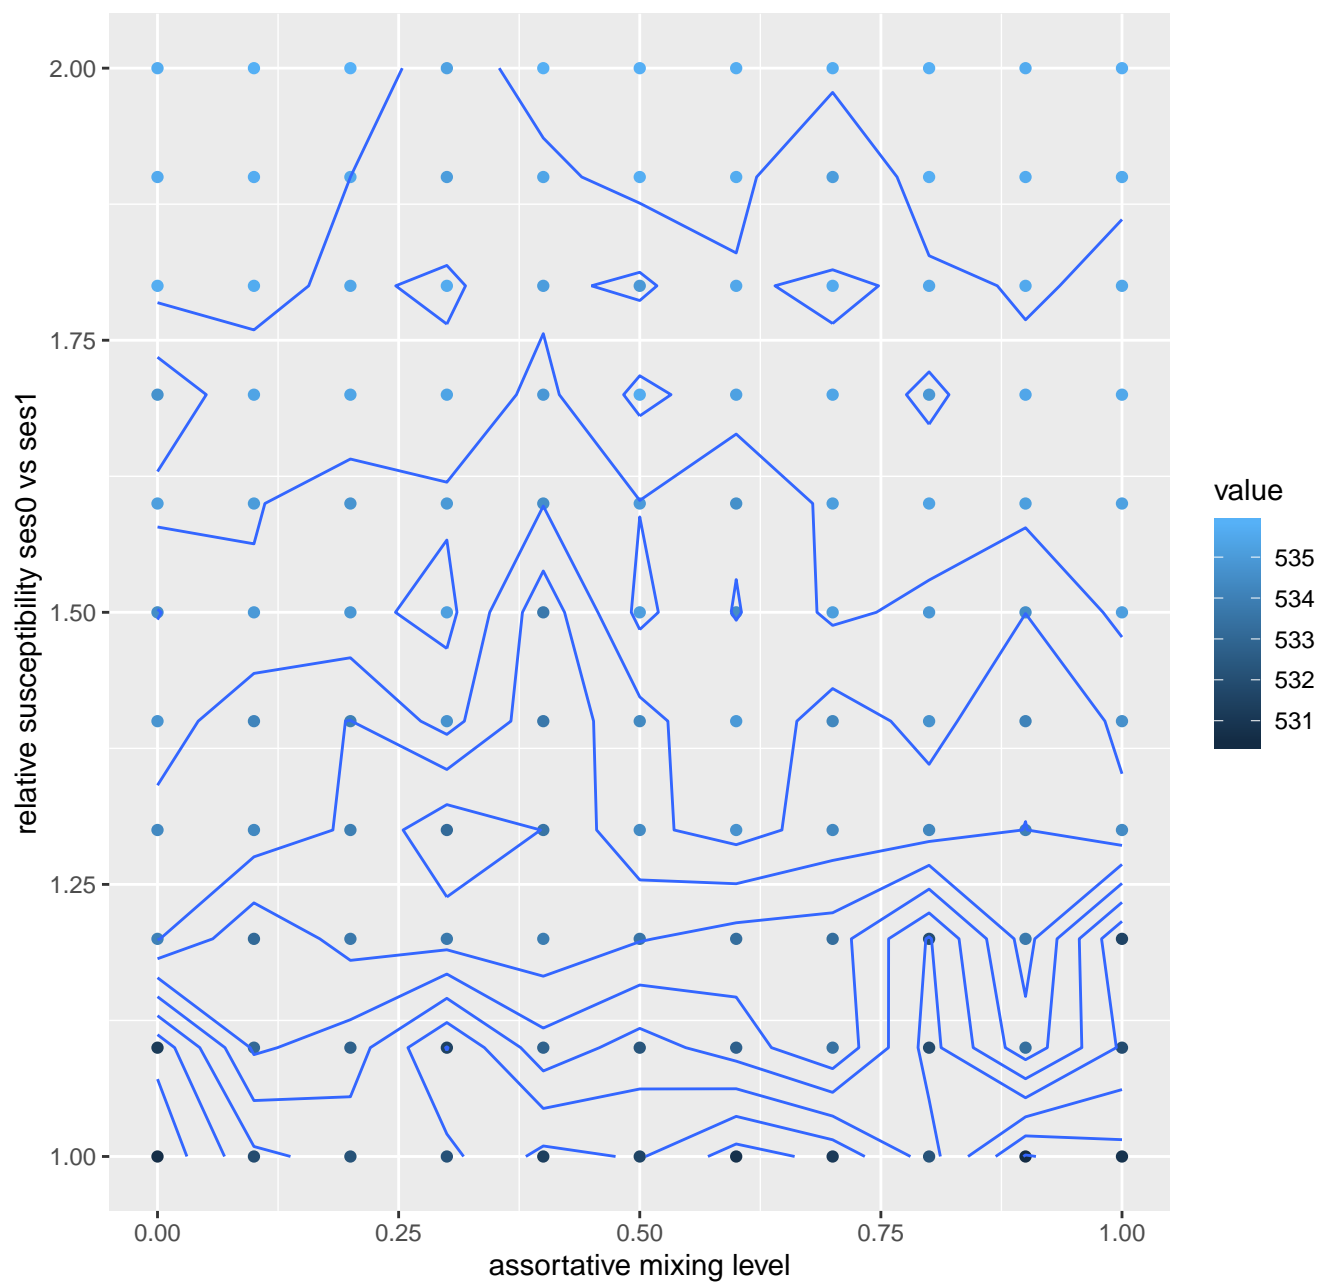 2.00
1.75
1.50
1.25
1.00
relative susceptibility ses0 vs ses1
0.00 0.25 0.50 0.75 1.00
assortative mixing level
value
535
534
533
532
531